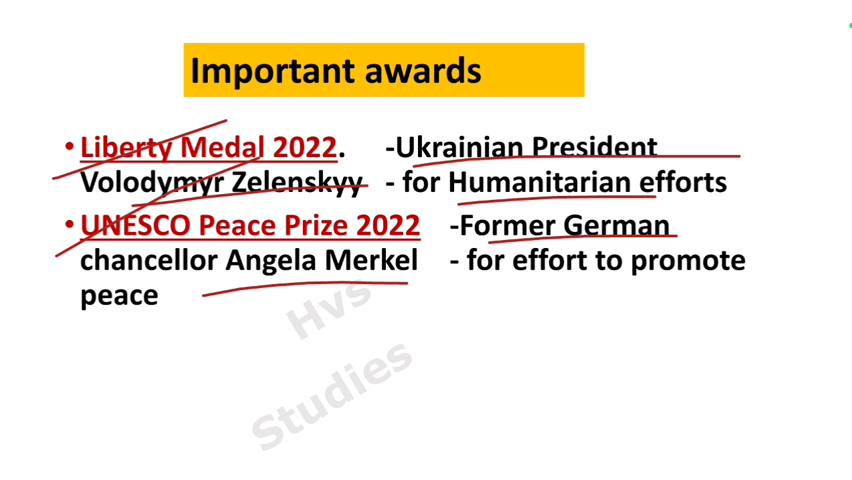 Important awards
• Liberty Medal 2022. -Ukrainian President
Volodymyr Zelenskyy - for Humanitarian efforts
• UNESCO Peace Prize 2022 -Former German
chancellor Angela Merkel - for effort to promote
peace
Hvs
Studies